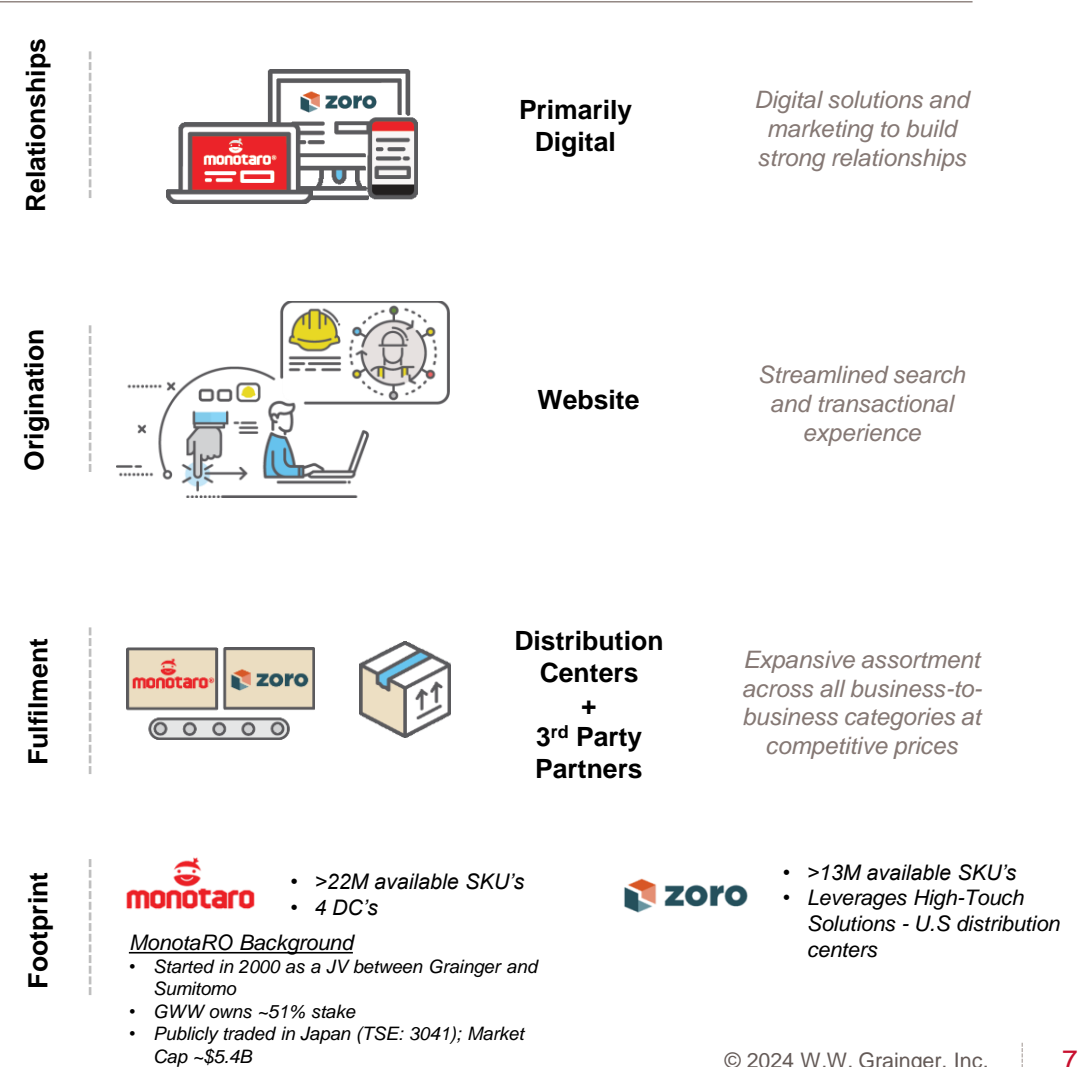 Relationships
zoro
monotaro
Primarily
Digital
Digital solutions and
marketing to build
strong relationships
Origination
Website
Streamlined search
and transactional
experience
Fulfilment
monotaro
zoro
Distribution
Centers
+
3rd Party
Partners
Expansive assortment
across all business-to-
business categories at
competitive prices
Footprint
monotaro
• >22M available SKU's
• 4 DC's
MonotaRO Background
• Started in 2000 as a JV between Grainger and
Sumitomo
• GWW owns ~51% stake
• Publicly traded in Japan (TSE: 3041); Market
Cap ~$5.4B
zoro
• >13M available SKU's
• Leverages High-Touch
Solutions - U.S distribution
centers
© 2024 W.W. Grainger, Inc.
7